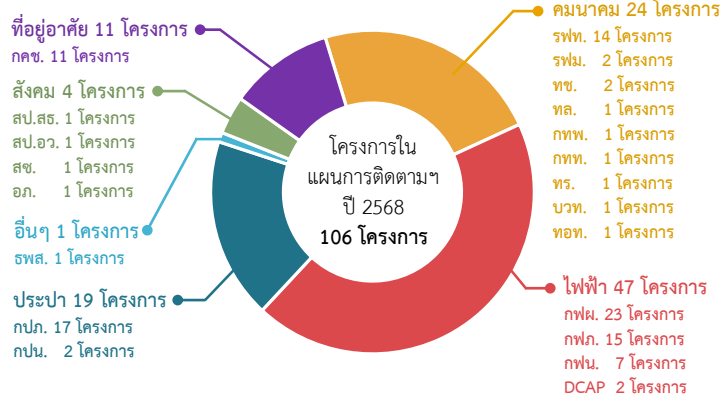 ที่อยู่อาศัย 11 โครงการ
กคช. 11 โครงการ
สังคม 4 โครงการ
สป.สธ. 1 โครงการ
สป.อว. 1 โครงการ
สซ. 1 โครงการ
อภ. 1 โครงการ
อื่นๆ 1 โครงการ
ธพส. 1 โครงการ
ประปา 19 โครงการ
กปภ. 17 โครงการ
กปน. 2 โครงการ
โครงการใน
แผนการติดตามฯ
ปี 2568
106 โครงการ
คมนาคม 24 โครงการ
รฟท. 14 โครงการ
รฟม. 2 โครงการ
ทช. 2 โครงการ
ทล. 1 โครงการ
กทพ. 1 โครงการ
กทท. 1 โครงการ
ทร. 1 โครงการ
บวท. 1 โครงการ
ทอท. 1 โครงการ
ไฟฟ้า 47 โครงการ
กฟผ. 23 โครงการ
กฟภ. 15 โครงการ
กฟน. 7 โครงการ
DCAP 2 โครงการ